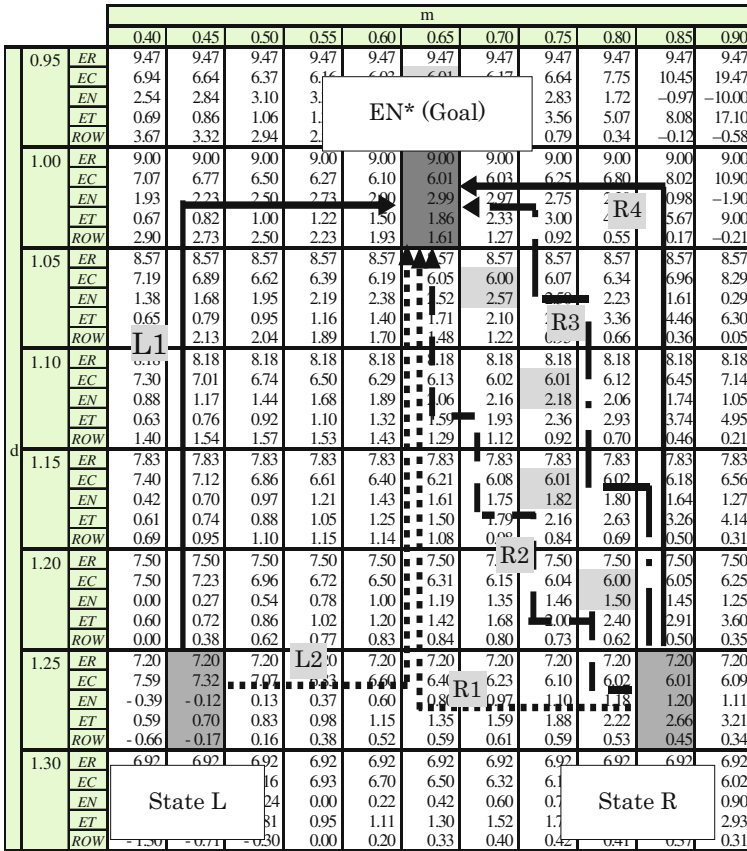 m
0.40 0.45 0.50 0.55 0.60 0.65 0.70 0.75 0.80 0.85 0.90
d
0.95 ER 9.47 9.47 9.47 9.47 9.47 9.47 9.47 9.47 9.47 9.47 9.47
EC 6.94 6.64 6.37 6.17 6.64 7.75 10.45 19.47
EN 2.54 2.84 3.10 2.83 1.72 –0.97 –10.00
ET 0.69 0.86 1.06 3.56 5.07 8.08 17.10
ROW 3.67 3.32 2.94 0.79 0.34 –0.12 –0.58
EN* (Goal)
1.00 ER 9.00 9.00 9.00 9.00 9.00 9.00 9.00 9.00 9.00 9.00 9.00
EC 7.07 6.77 6.50 6.27 6.10 6.01 6.03 6.25 6.80 8.02 10.90
EN 1.93 2.23 2.50 2.73 2.90 2.99 2.97 2.75 0.98 –1.90
ET 0.67 0.82 1.00 1.22 1.50 1.86 2.33 3.00 5.67 9.00
ROW 2.90 2.73 2.50 2.23 1.93 1.61 1.27 0.92 0.55 0.17 –0.21
R4
1.05 ER 8.57 8.57 8.57 8.57 8.57 8.57 8.57 8.57 8.57 8.57 8.57
EC 7.19 6.89 6.62 6.39 6.19 6.05 6.00 6.07 6.34 6.96 8.29
EN 1.38 1.68 1.95 2.19 2.38 2.52 2.57 2.23 1.61 0.29
ET 0.65 0.79 0.95 1.16 1.40 1.71 2.10 3.36 4.46 6.30
ROW 2.13 2.04 1.89 1.70 1.48 1.22 0.66 0.36 0.05
R3
L1
1.10 ER 8.18 8.18 8.18 8.18 8.18 8.18 8.18 8.18 8.18 8.18 8.18
EC 7.30 7.01 6.74 6.50 6.29 6.13 6.02 6.01 6.12 6.45 7.14
EN 0.88 1.17 1.44 1.68 1.89 2.06 2.16 2.18 2.06 1.74 1.05
ET 0.63 0.76 0.92 1.10 1.32 1.59 1.93 2.36 2.93 3.74 4.95
ROW 1.40 1.54 1.57 1.53 1.43 1.29 1.12 0.92 0.70 0.46 0.21
1.15 ER 7.83 7.83 7.83 7.83 7.83 7.83 7.83 7.83 7.83 7.83 7.83
EC 7.40 7.12 6.86 6.61 6.40 6.21 6.08 6.01 6.02 6.18 6.56
EN 0.42 0.70 0.97 1.21 1.43 1.61 1.75 1.82 1.80 1.64 1.27
ET 0.61 0.74 0.88 1.05 1.25 1.50 1.79 2.16 2.63 3.26 4.14
ROW 0.69 0.95 1.10 1.15 1.14 1.08 0.84 0.69 0.50 0.31
R2
1.20 ER 7.50 7.50 7.50 7.50 7.50 7.50 7.50 7.50 7.50 7.50
EC 7.50 7.23 6.96 6.72 6.50 6.31 6.15 6.04 6.00 6.05 6.25
EN 0.00 0.27 0.54 0.78 1.00 1.19 1.35 1.46 1.50 1.45 1.25
ET 0.60 0.72 0.86 1.02 1.20 1.42 1.68 2.00 2.40 2.91 3.60
ROW 0.00 0.38 0.62 0.77 0.83 0.84 0.80 0.73 0.62 0.50 0.35
1.25 ER 7.20 7.20 7.20 7.20 7.20 7.20 7.20 7.20 7.20 7.20
EC 7.59 7.32 7.07 6.60 6.23 6.10 6.02 6.01 6.09
EN - 0.39 - 0.12 0.13 0.37 0.60 0.97 1.10 1.18 1.20 1.11
ET 0.59 0.70 0.83 0.98 1.15 1.35 1.59 1.88 2.22 2.66 3.21
ROW - 0.66 - 0.17 0.16 0.38 0.52 0.59 0.61 0.59 0.53 0.45 0.34
L2
R1
1.30 ER 6.92 6.92 6.92 6.92 6.92 6.92 6.92 6.92 6.92 6.92 6.92
EC 6.93 6.70 6.50 6.32 6.02
EN 0.00 0.22 0.42 0.60 0.90
ET 0.95 1.11 1.30 1.52 2.93
ROW - 0.30 0.00 0.20 0.33 0.40 0.42 0.31
State L
State R